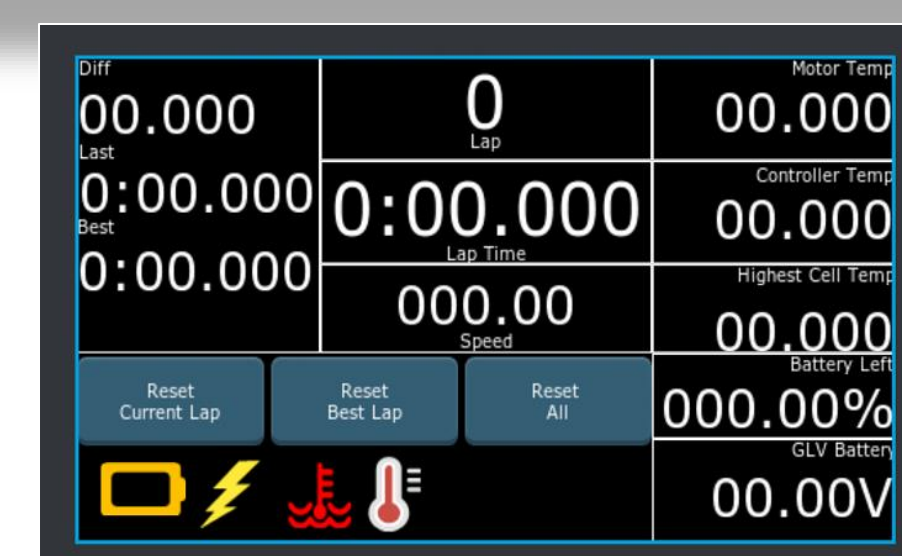 Diff
00.000
Last
0:00.000
Best
0:00.000
0
Lap
0:00.000
Lap Time
000.00
Speed
Motor Temp
00.000
Controller Temp
00.000
Highest Cell Temp
00.000
Battery Left
000.00%
GLV Battery
00.00V
Reset
Current Lap
Reset
Best Lap
Reset
All